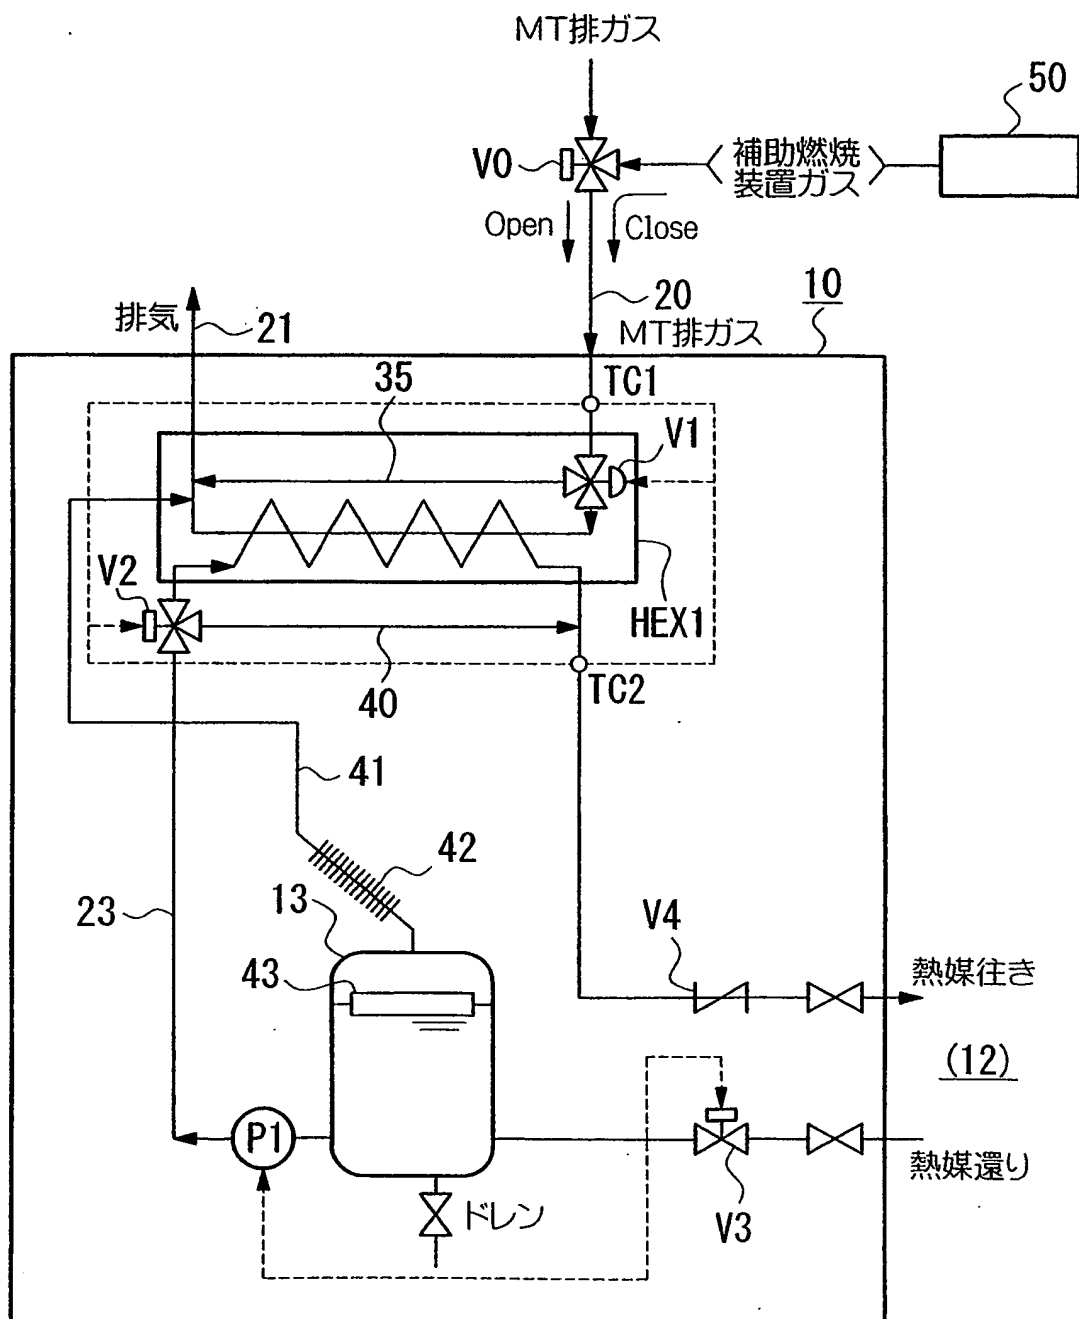 MT排ガス
50
V0
補助燃焼
装置ガス
Open
Close
20
10
排気
21
MT排ガス
35
TC1
V1
V2
HEX1
40
TC2
41
42
23
13
V4
43
熱媒往き
(12)
P1
熱媒還り
ドレン
V3